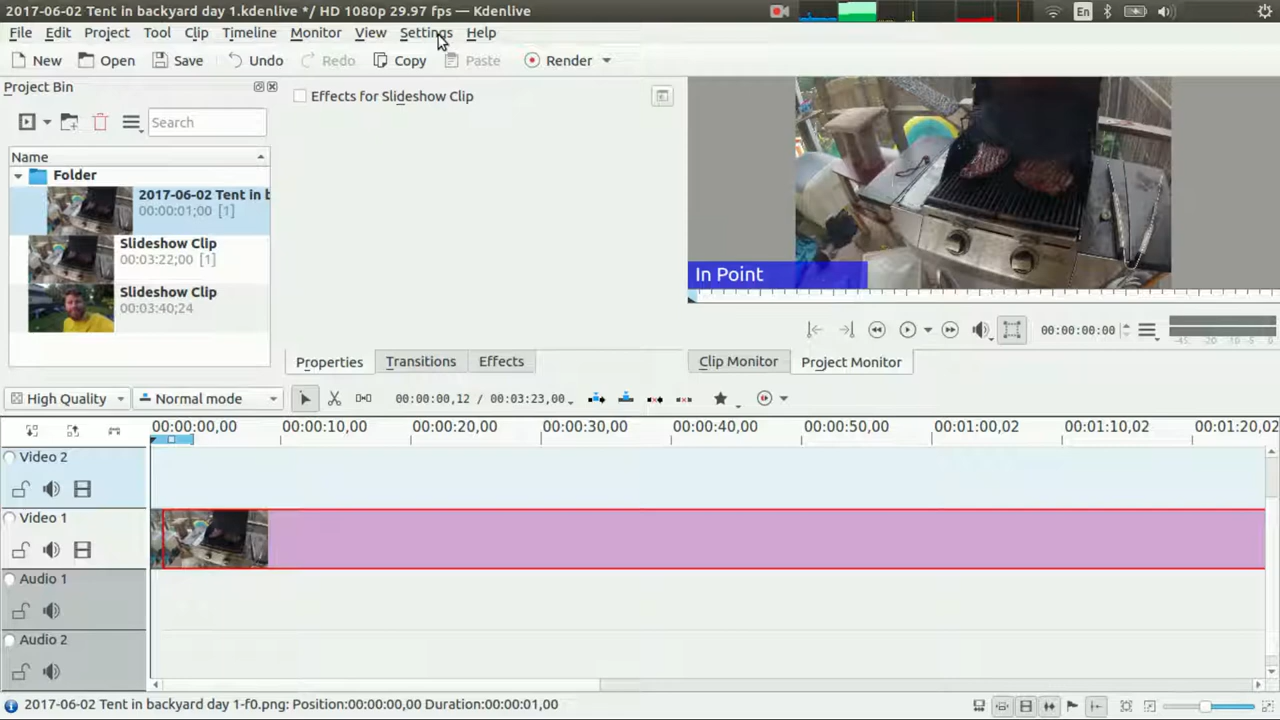 2017-06-02 Tent in backyard day 1.kdenlive */ HD 1080p 29.97 fps — Kdenlive
En
File Edit Project Tool Clip Timeline Monitor View Settings Help
New Open Save Undo Redo Copy Paste Render
Project Bin
Effects for Slideshow Clip
Search
Name
Folder
2017-06-02 Tent in b
00:00:01;00 [1]
Slideshow Clip
00:03:22;00 [1]
Slideshow Clip
00:03:40;24
In Point
00:00:00:00
-45 -20 -10 -5 0
Properties Transitions Effects
Clip Monitor Project Monitor
High Quality Normal mode 00:00:00,12 / 00:03:23,00
00:00:00,00 00:00:10,00 00:00:20,00 00:00:30,00 00:00:40,00 00:00:50,00 00:01:00,02 00:01:10,02 00:01:20,02
Video 2
Video 1
Audio 1
Audio 2
2017-06-02 Tent in backyard day 1-f0.png: Position:00:00:00,00 Duration:00:00:01,00